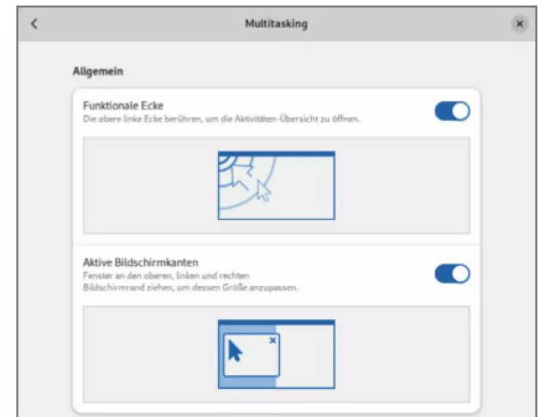 Multitasking
Allgemein
Funktionale Ecke
Die obere linke Ecke berühren, um die Aktivitäten-Übersicht zu öffnen.
Aktive Bildschirmkanten
Fenster an den oberen, linken und rechten
Bildschirmrand ziehen, um dessen Größe anzupassen.